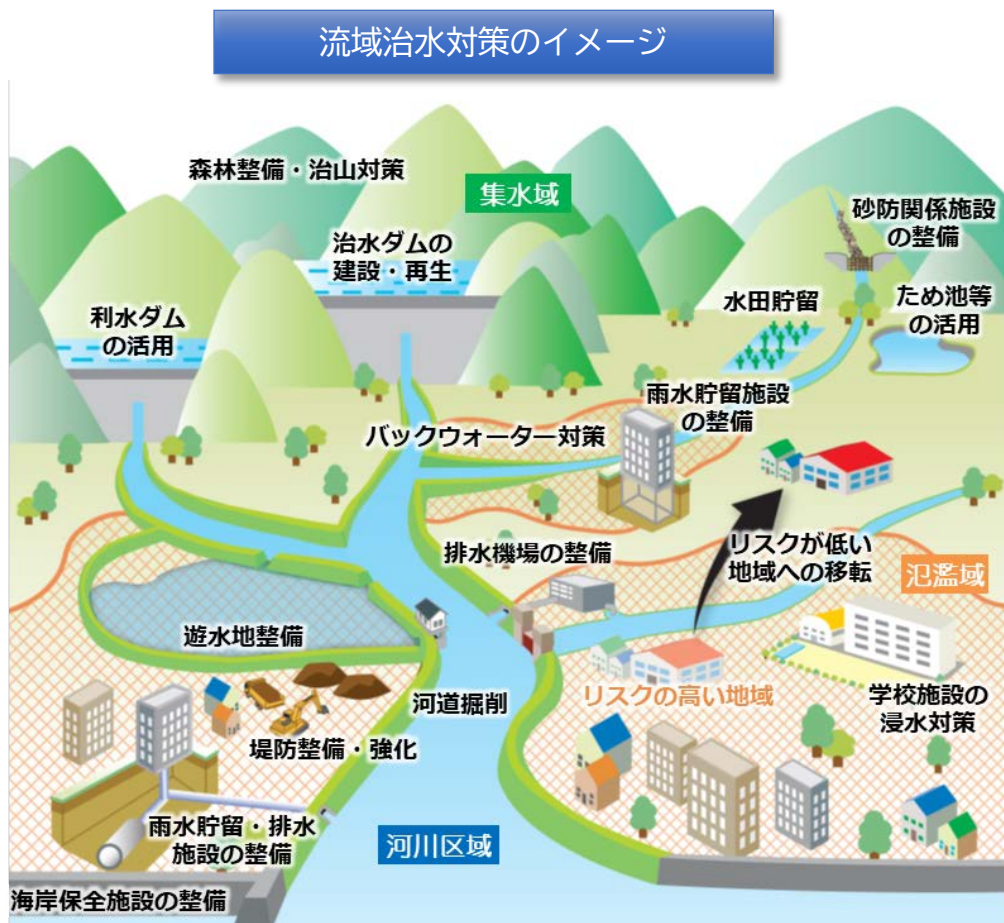 流域治水対策のイメージ
森林整備・治山対策
集水域
砂防関係施設
の整備
治水ダムの
建設・再生
水田貯留
ため池等
の活用
利水ダム
の活用
雨水貯留施設
の整備
バックウォーター対策
排水機場の整備
リスクが低い
地域への移転
氾濫域
遊水地整備
リスクの高い地域
河道掘削
学校施設の
浸水対策
堤防整備・強化
雨水貯留・排水
施設の整備
河川区域
海岸保全施設の整備